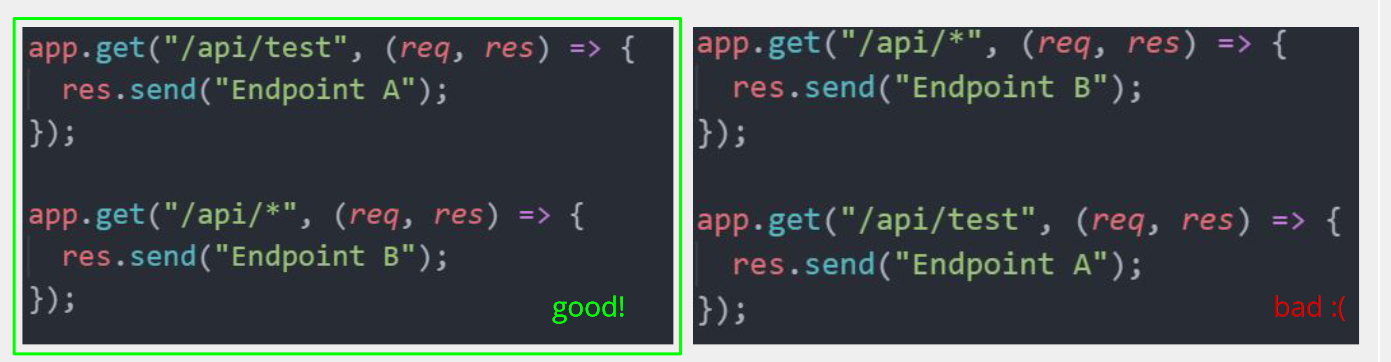 app.get("/api/test", (req, res) => {
  res.send("Endpoint A");
});

app.get("/api/*", (req, res) => {
  res.send("Endpoint B");
});
good!
app.get("/api/*", (req, res) => {
  res.send("Endpoint B");
});

app.get("/api/test", (req, res) => {
  res.send("Endpoint A");
});
bad :(